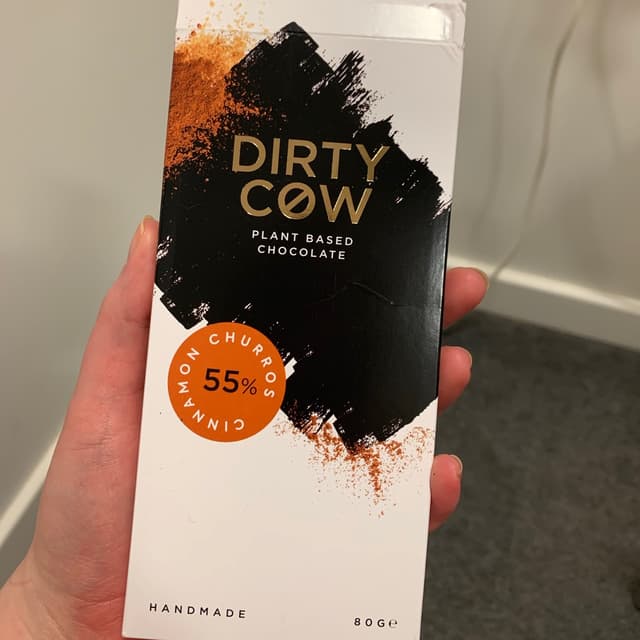 DIRTY
CØW
PLANT BASED
CHOCOLATE
CINNAMON CHURROS
55%
HANDMADE
80G℮